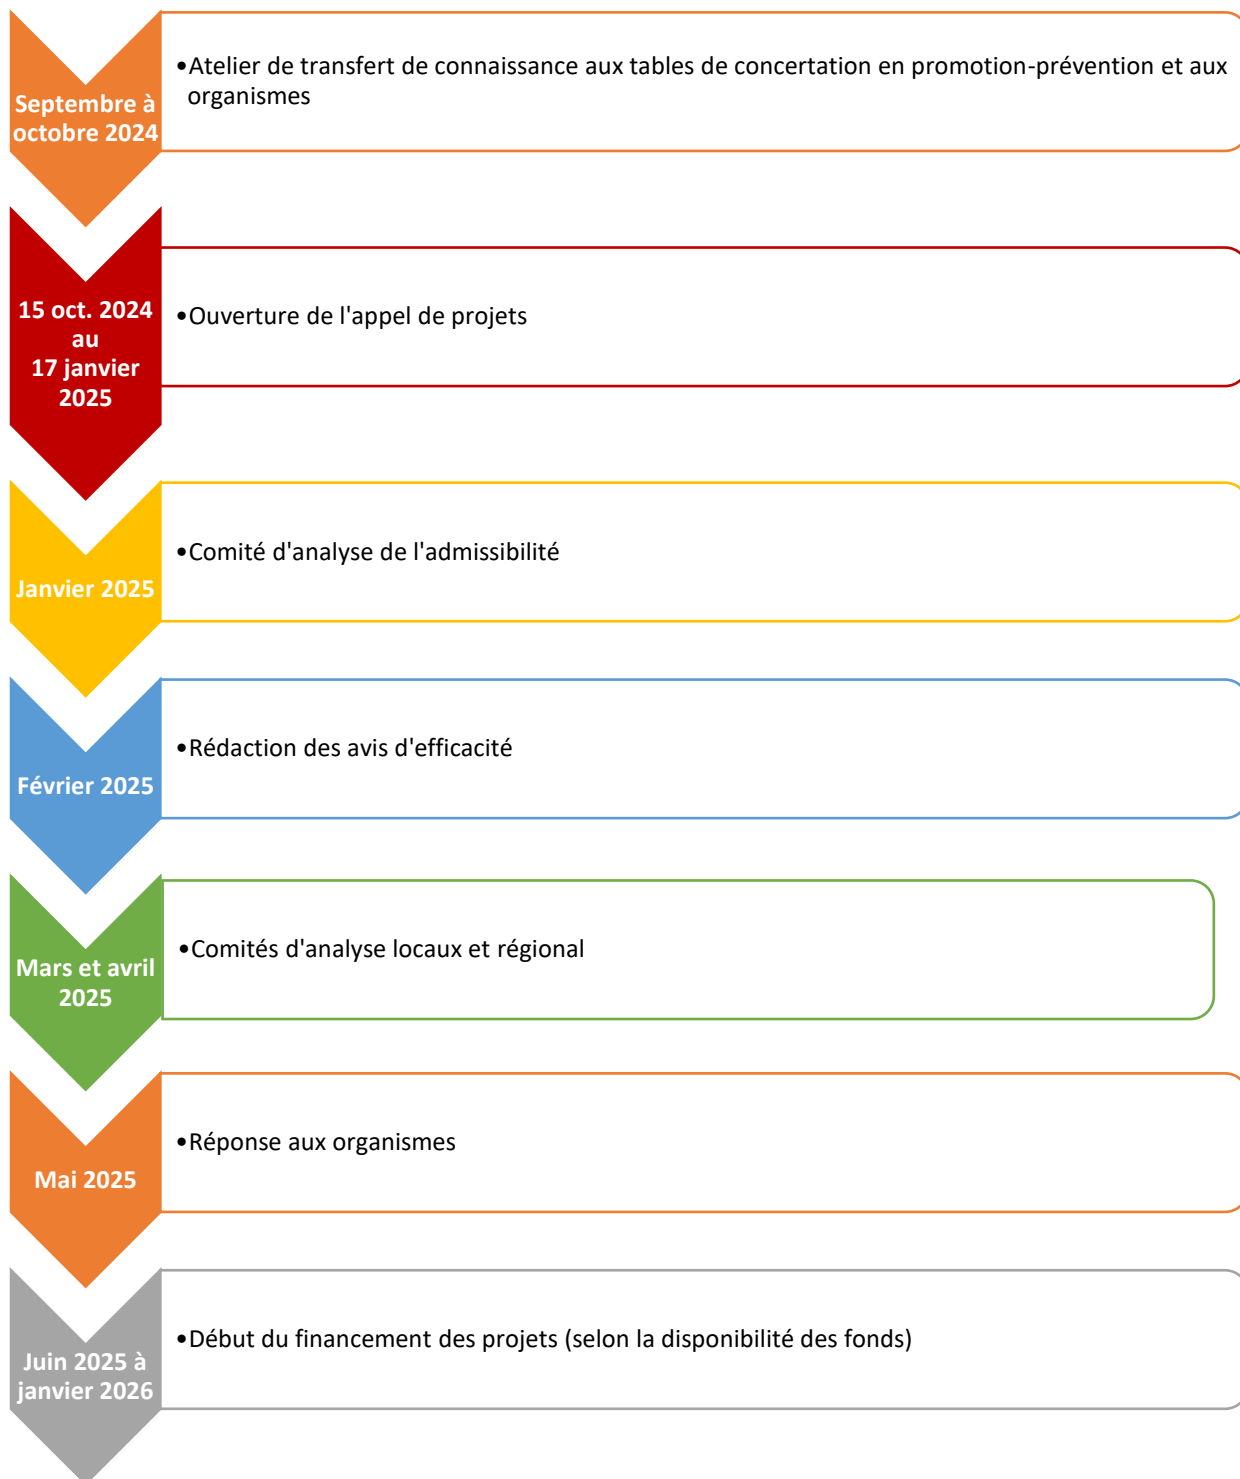 Septembre à
octobre 2024
•Atelier de transfert de connaissance aux tables de concertation en promotion-prévention et aux
organismes
15 oct. 2024
au
17 janvier
2025
•Ouverture de l'appel de projets
Janvier 2025
•Comité d'analyse de l'admissibilité
Février 2025
•Rédaction des avis d'efficacité
Mars et avril
2025
•Comités d'analyse locaux et régional
Mai 2025
•Réponse aux organismes
Juin 2025 à
janvier 2026
•Début du financement des projets (selon la disponibilité des fonds)